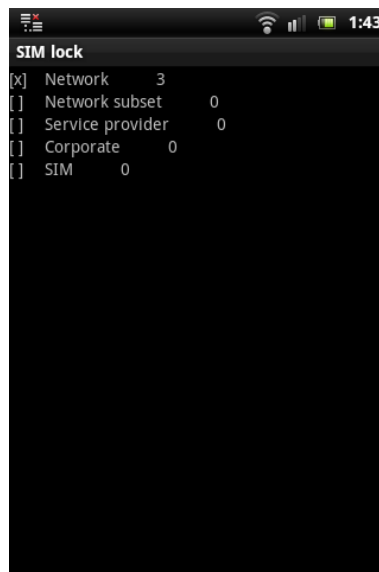 1:43
SIM lock
[x] Network 3
[ ] Network subset 0
[ ] Service provider 0
[ ] Corporate 0
[ ] SIM 0